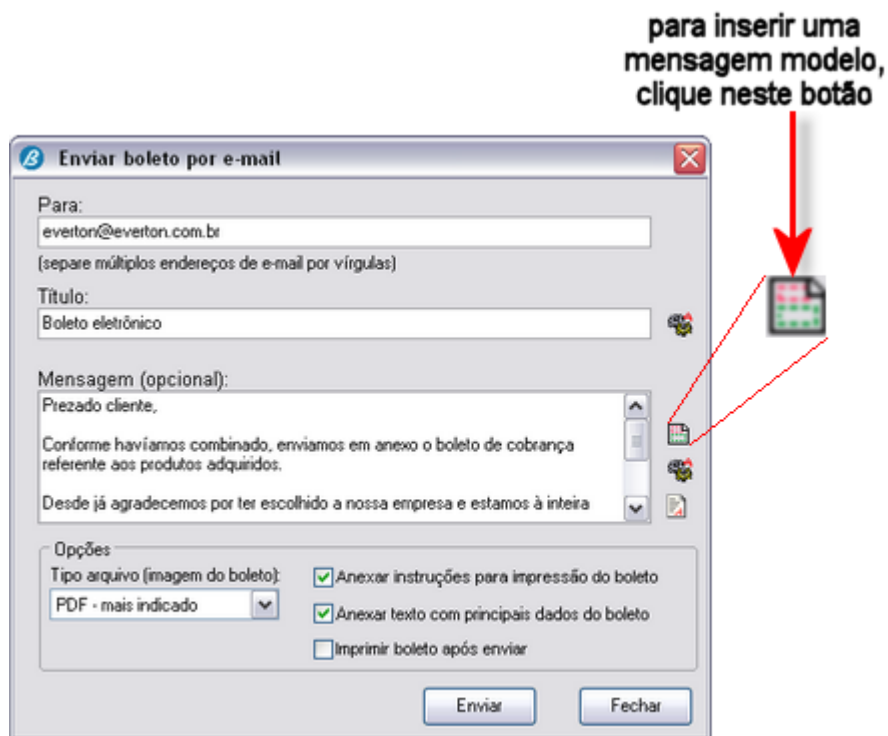 para inserir uma
mensagem modelo,
clique neste botão
Enviar boleto por e-mail
Para:
everton@everton.com.br
(separe múltiplos endereços de e-mail por vírgulas)
Título:
Boleto eletrônico
Mensagem (opcional):
Prezado cliente,
Conforme havíamos combinado, enviamos em anexo o boleto de cobrança
referente aos produtos adquiridos.
Desde já agradecemos por ter escolhido a nossa empresa e estamos à inteira
Opções
Tipo arquivo (imagem do boleto):
PDF - mais indicado
Anexar instruções para impressão do boleto
Anexar texto com principais dados do boleto
Imprimir boleto após enviar
Enviar
Fechar